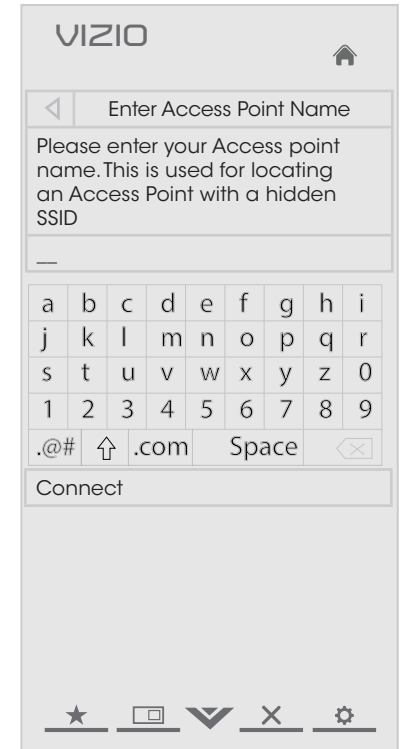 VIZIO
Enter Access Point Name
Please enter your Access point
name. This is used for locating
an Access Point with a hidden
SSID
__
a b c d e f g h i
j k l m n o p q r
s t u v w x y z 0
1 2 3 4 5 6 7 8 9
.@# .com Space
Connect